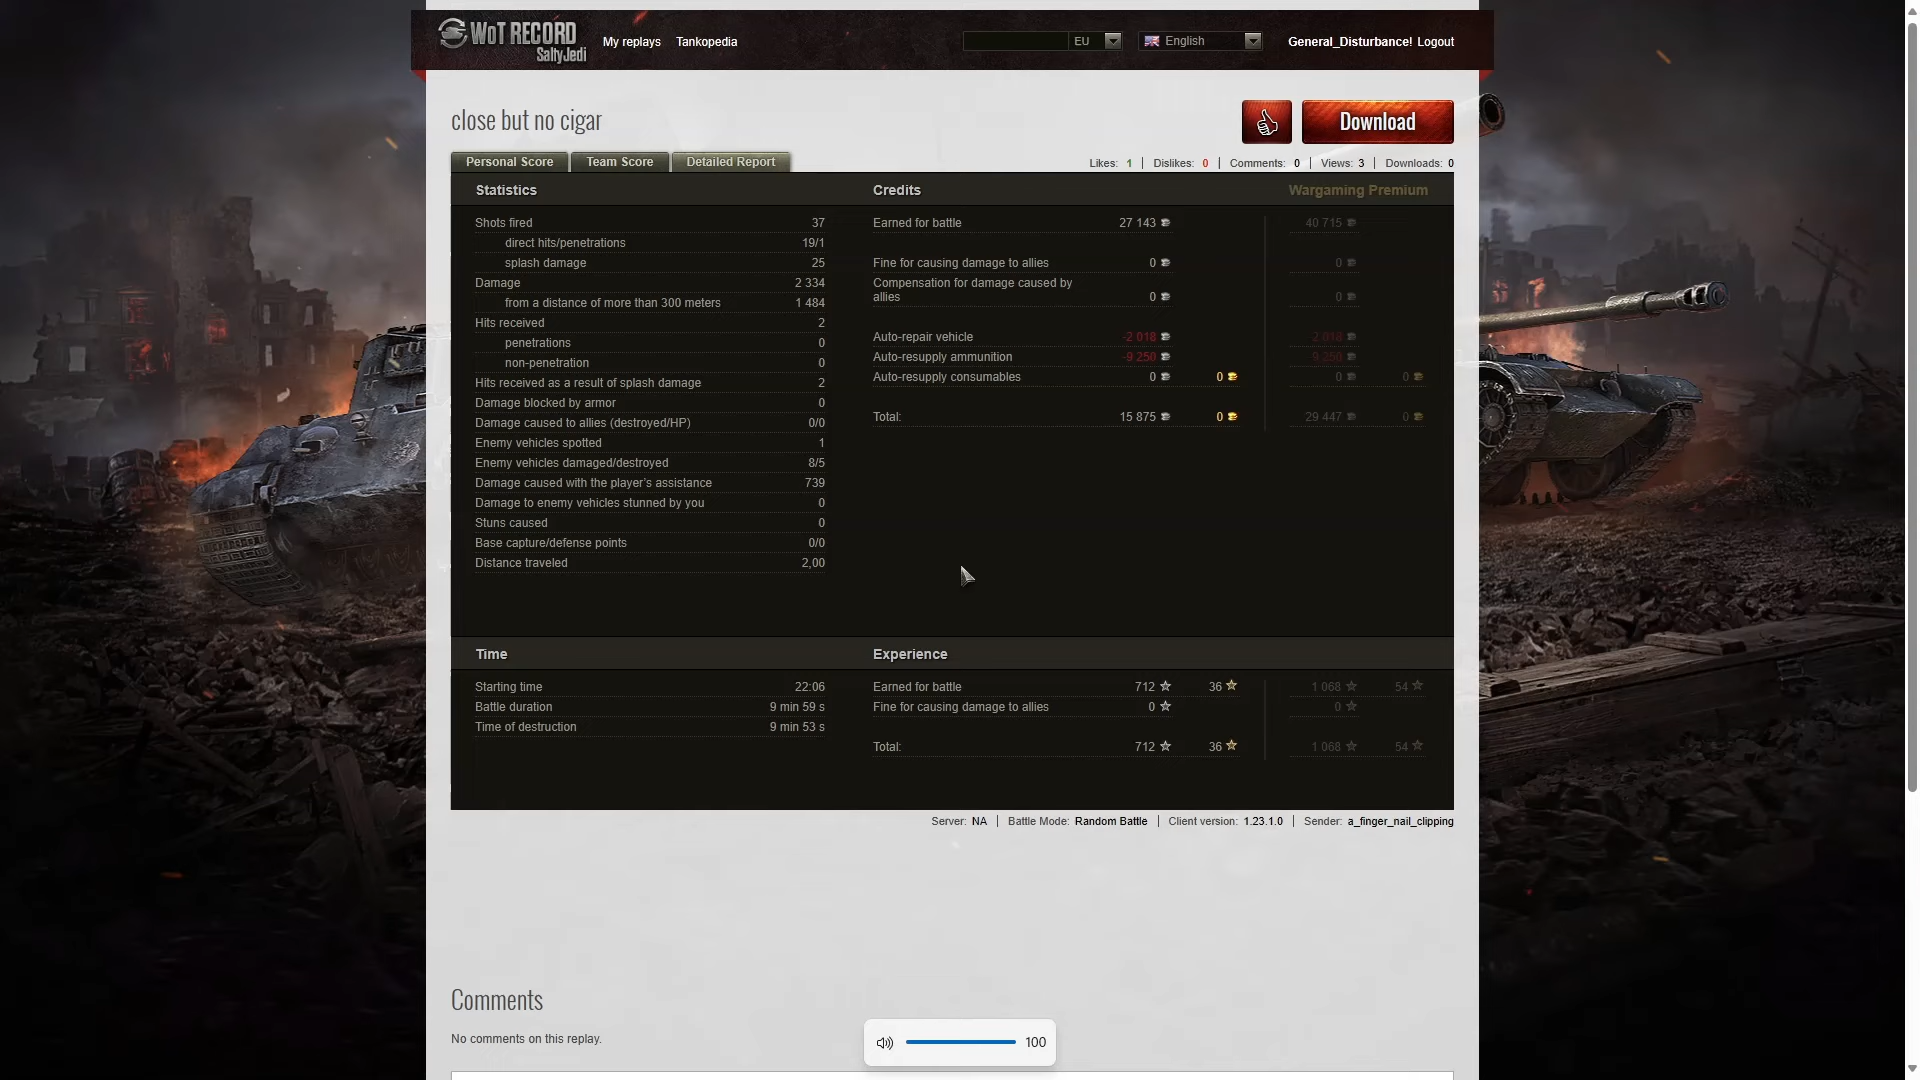 WoT RECORD
SaltyJedi
My replays
Tankopedia
EU
English
General_Disturbance! Logout
close but no cigar
Download
Personal Score
Team Score
Detailed Report
Likes: 1 | Dislikes: 0 | Comments: 0 | Views: 3 | Downloads: 0
Statistics
Shots fired 37
direct hits/penetrations 19/1
splash damage 25
Damage 2 334
from a distance of more than 300 meters 1 484
Hits received 2
penetrations 0
non-penetration 0
Hits received as a result of splash damage 2
Damage blocked by armor 0
Damage caused to allies (destroyed/HP) 0/0
Enemy vehicles spotted 1
Enemy vehicles damaged/destroyed 8/5
Damage caused with the player's assistance 739
Damage to enemy vehicles stunned by you 0
Stuns caused 0
Base capture/defense points 0/0
Distance traveled 2,00
Credits
Wargaming Premium
Earned for battle 27 143 40 715
Fine for causing damage to allies 0 0
Compensation for damage caused by
allies 0 0
Auto-repair vehicle -2 018 2 018
Auto-resupply ammunition -9 250 9 250
Auto-resupply consumables 0 0 0 0
Total: 15 875 0 29 447 0
Time
Starting time 22:06
Battle duration 9 min 59 s
Time of destruction 9 min 53 s
Experience
Earned for battle 712 36 1 068 54
Fine for causing damage to allies 0 0
Total: 712 36 1 068 54
Server: NA | Battle Mode: Random Battle | Client version: 1.23.1.0 | Sender: a_finger_nail_clipping
Comments
No comments on this replay.
100